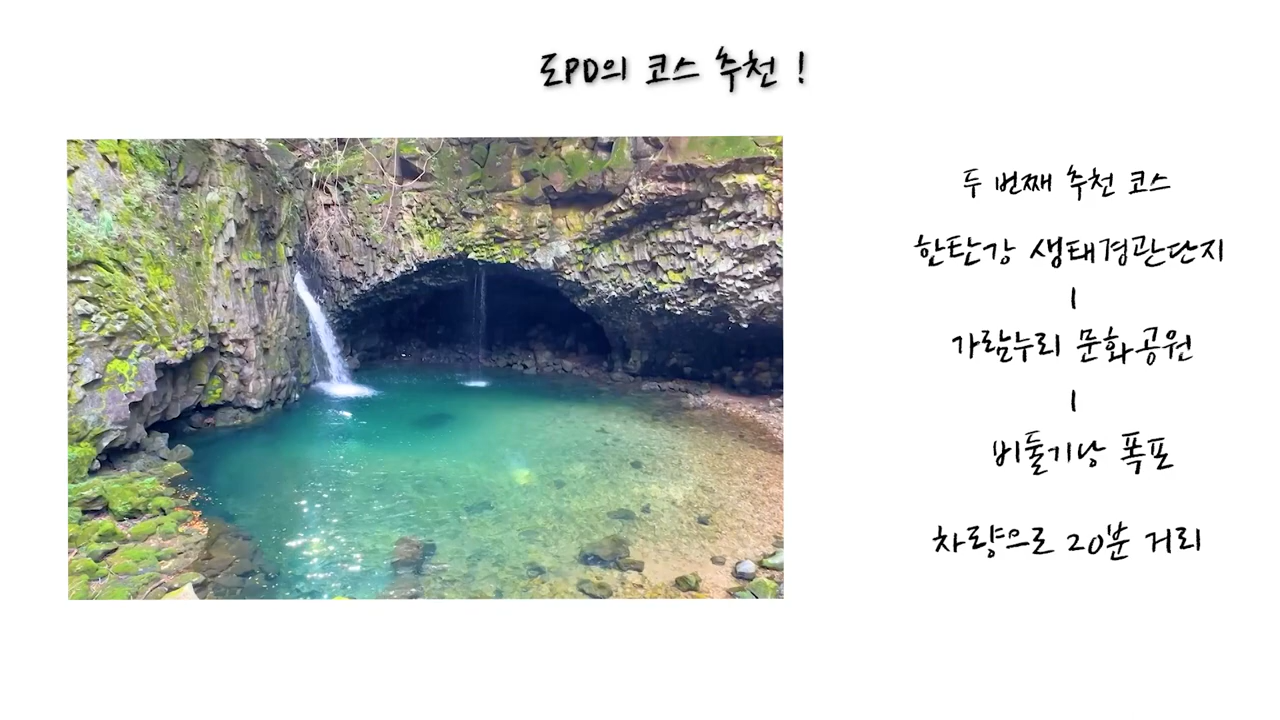 도PD의 코스 추천 !
두 번째 추천 코스
한탄강 생태경관단지
|
가람누리 문화공원
|
비둘기낭 폭포
차량으로 20분 거리